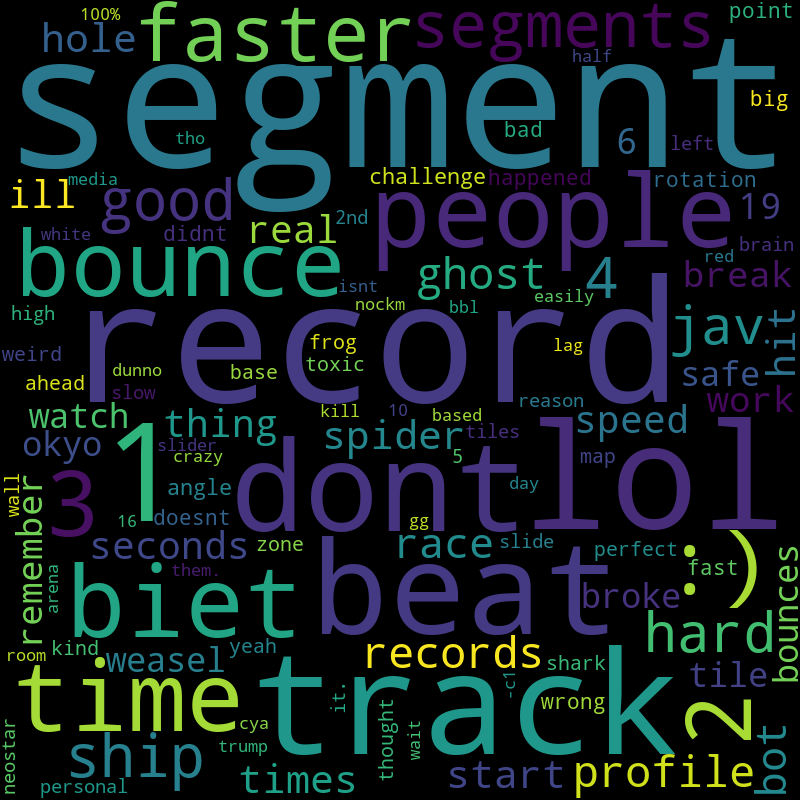 100%
faster
segments
point
hole
segment
half
big
tho
bad
6
left
media
ill
good
challenge
happened
rotation
people
19
real
2nd
didnt
white
bounce
brain
red
isnt
ghost
4
break
easily
nockm
bbl
high
record
jav
hit
weird
frog
lag
toxic
safe
ahead
dunno
base
slow
reason
work
watch
1
thing
kill
10
based
speed
okyo
slider
spider
tiles
map
crazy
5
dont
lol
3
angle
day
wall
remember
16
doesnt
gg
seconds
zone
race
slide
perfect
:)
fast
bounces
them.
arena
biet
beat
broke
hard
room
kind
weasel
yeah
records
shark
tile
time
track
it.
-c1
wrong
2
cya
thought
wait
trump
neostar
ship
bot
personal
times
start
profile